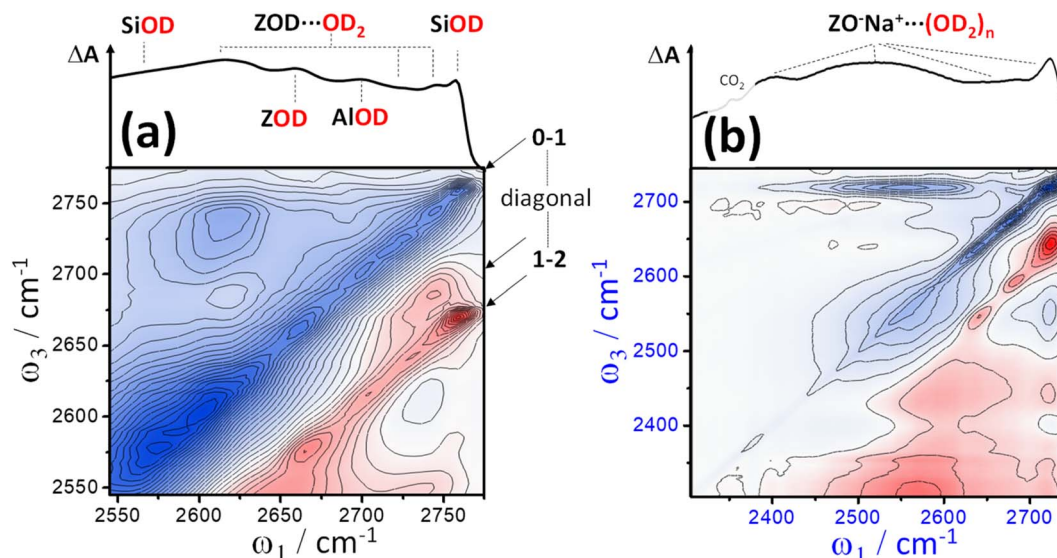 SiOD ZOD···OD₂ SiOD
ΔA
ZOD AlOD
(a)
0-1
diagonal
1-2
2750
2700
2650
2600
2550
ω₃ / cm⁻¹
2550 2600 2650 2700 2750
ω₁ / cm⁻¹
ZO⁻Na⁺···(OD₂)ₙ
ΔA
CO₂
(b)
2700
2600
2500
2400
ω₃ / cm⁻¹
2400 2500 2600 2700
ω₁ / cm⁻¹